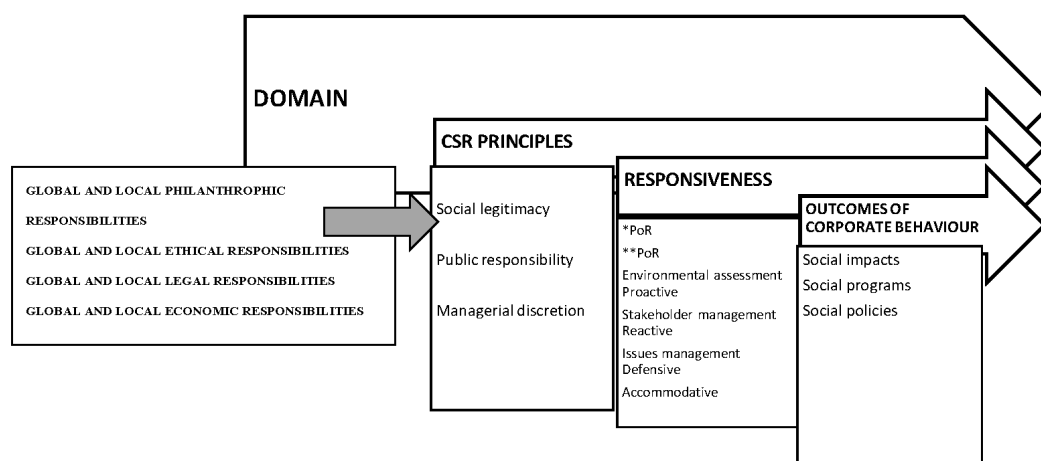 DOMAIN
GLOBAL AND LOCAL PHILANTHROPHIC
RESPONSIBILITIES
GLOBAL AND LOCAL ETHICAL RESPONSIBILITIES
GLOBAL AND LOCAL LEGAL RESPONSIBILITIES
GLOBAL AND LOCAL ECONOMIC RESPONSIBILITIES
CSR PRINCIPLES
Social legitimacy
Public responsibility
Managerial discretion
RESPONSIVENESS
*PoR
**PoR
Environmental assessment
Proactive
Stakeholder management
Reactive
Issues management
Defensive
Accommodative
OUTCOMES OF
CORPORATE BEHAVIOUR
Social impacts
Social programs
Social policies